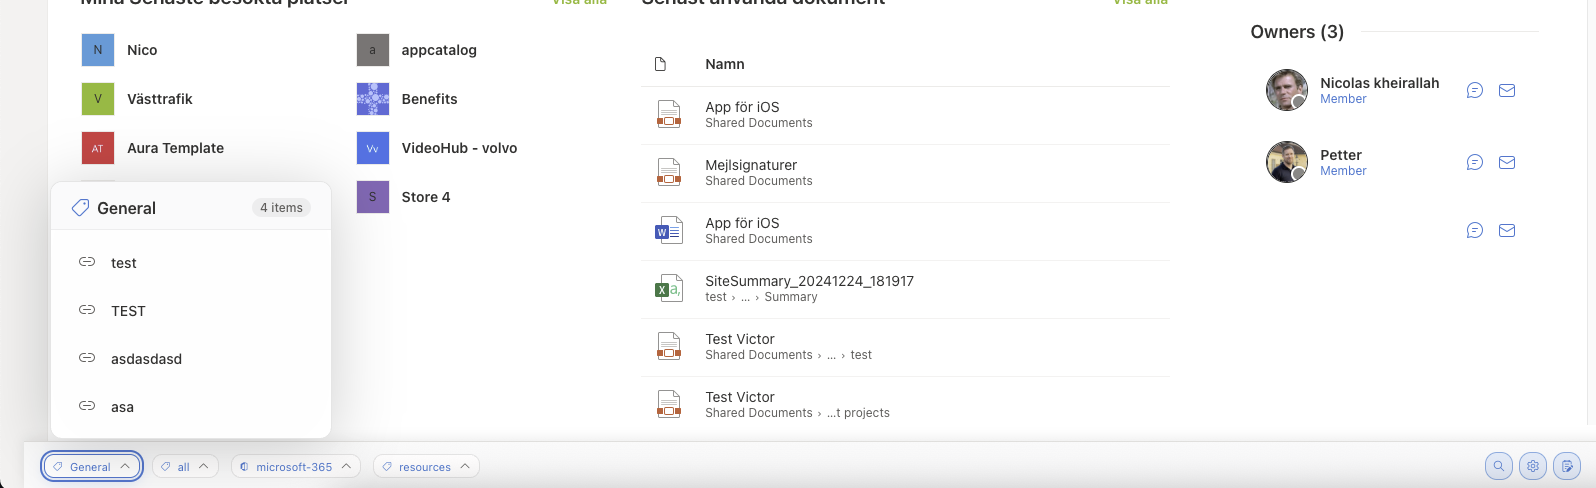 Mina Senaste besökta platser
Visa alla
N Nico
a appcatalog
V Västtrafik
Benefits
AT Aura Template
Vv VideoHub - volvo
S Store 4
General
4 items
test
TEST
asdasdasd
asa
Senast använda dokument
Visa alla
Namn
App för iOS
Shared Documents
Mejlsignaturer
Shared Documents
App för iOS
Shared Documents
SiteSummary_20241224_181917
test › ... › Summary
Test Victor
Shared Documents › ... › test
Test Victor
Shared Documents › ...t projects
Owners (3)
Nicolas kheirallah
Member
Petter
Member
General
all
microsoft-365
resources